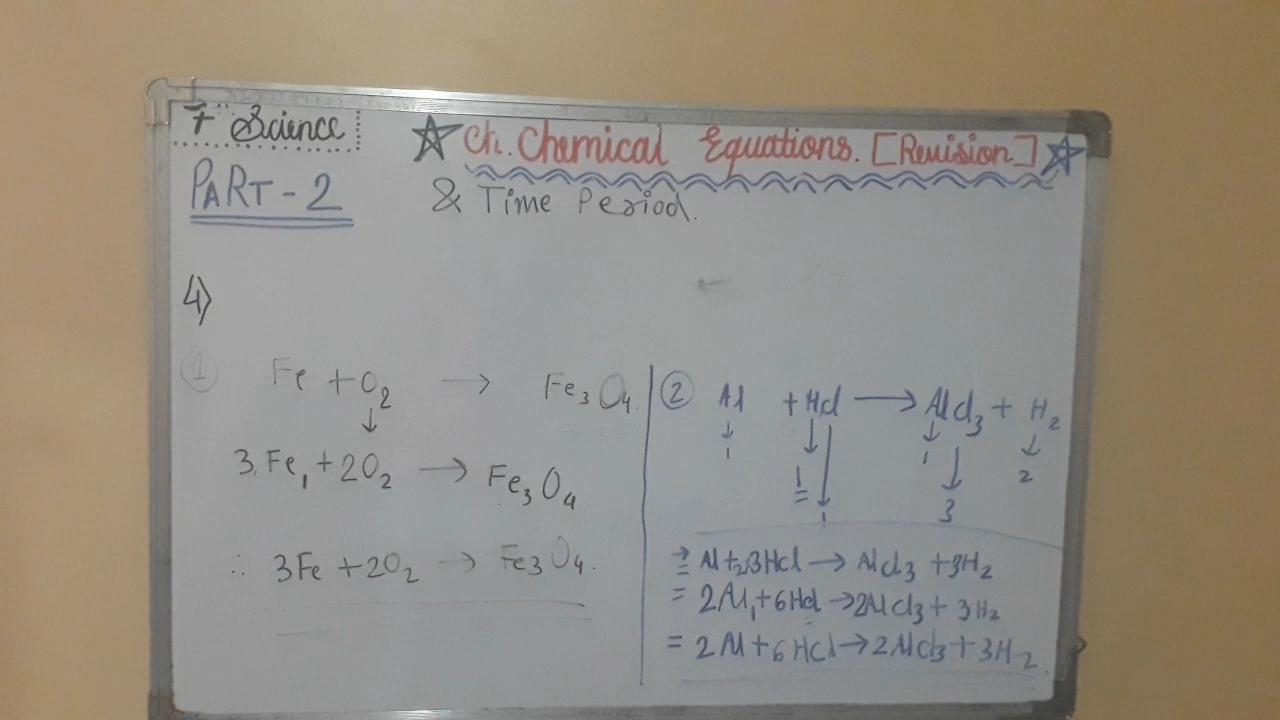 7th Science
Ch. Chemical Equations. [Revision]
PART-2
& Time Period.
4)
① Fe + O2 → Fe3O4.
3Fe1 + 2O2 → Fe3O4
∴ 3Fe + 2O2 → Fe3O4.
② Al + Hcl → Alcl3 + H2
1 1 1 2
1 3
= Al + 3Hcl → Alcl3 + 3H2
= 2Al1 + 6Hcl → 2Alcl3 + 3H2
= 2Al + 6HCl → 2Alcl3 + 3H2.